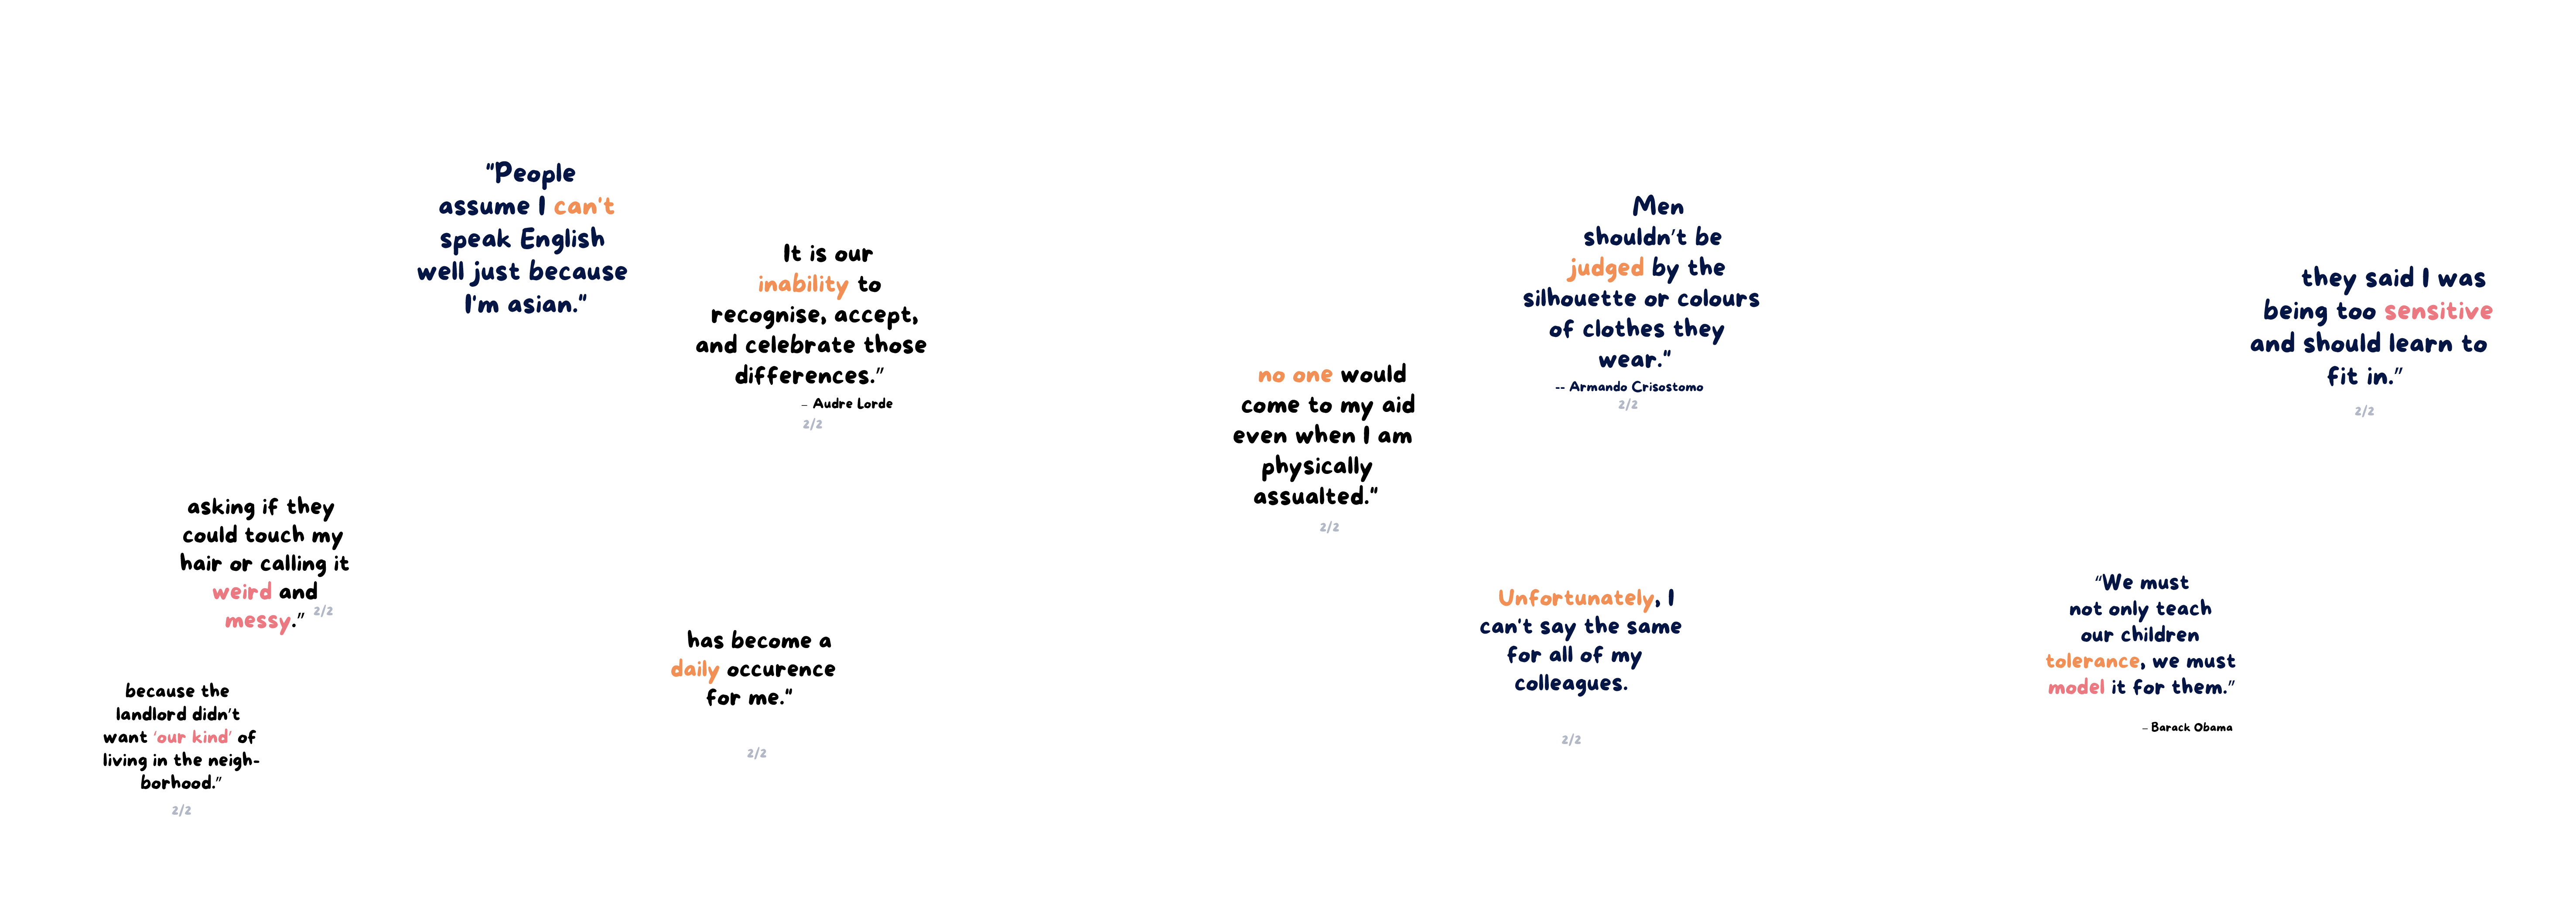 "People
assume I can't
speak English
well just because
I'm asian."
It is our
inability to
recognise, accept,
and celebrate those
differences."
– Audre Lorde
2/2
no one would
come to my aid
even when I am
physically
assualted."
2/2
Men
shouldn't be
judged by the
silhouette or colours
of clothes they
wear."
-- Armando Crisostomo
2/2
they said I was
being too sensitive
and should learn to
fit in."
2/2
asking if they
could touch my
hair or calling it
weird and
messy."
2/2
because the
landlord didn't
want 'our kind' of
living in the neigh-
borhood."
2/2
has become a
daily occurence
for me."
2/2
Unfortunately, I
can't say the same
for all of my
colleagues.
2/2
"We must
not only teach
our children
tolerance, we must
model it for them."
– Barack Obama